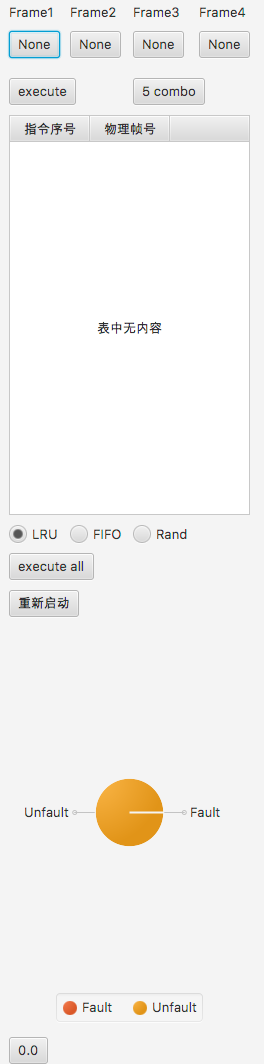 Frame1 Frame2 Frame3 Frame4
None None None None
execute 5 combo
指令序号 物理帧号
表中无内容
LRU FIFO Rand
execute all
重新启动
Unfault Fault
Fault Unfault
0.0